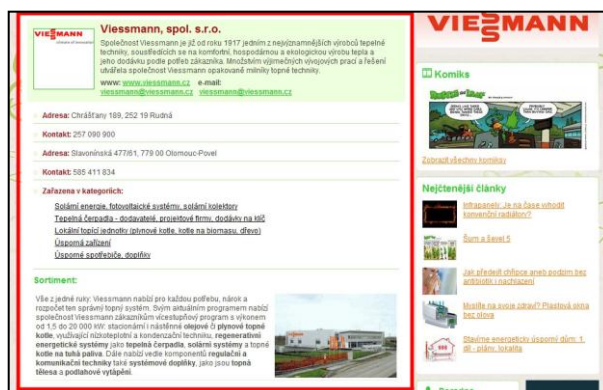 VIESMANN
Viessmann, spol. s.r.o.
Společnost Viessmann je již od roku 1917 jedním z nejvýznamnějších výrobců tepelné
techniky, soustředících se na komfortní, hospodárnou a ekologickou výrobu tepla a
jeho dodávku podle potřeb zákazníka. Množstvím výjimečných vývojových prací a řešení
utvářela společnost Viessmann opakovaně milníky topné techniky.
www: www.viessmann.cz e-mail:
viessmann@viessmann.cz viessmann@viessmann.cz
Adresa: Chrášťany 189, 252 19 Rudná
Kontakt: 257 090 900
Adresa: Slavonínská 477/61, 779 00 Olomouc-Povel
Kontakt: 585 411 834
Zařazena v kategoriích:
Solární energie, fotovoltaické systémy, solární kolektory
Tepelná čerpadla - dodavatelé, projektové firmy, dodávky na klíč
Lokální topící jednotky (plynové kotle, kotle na biomasu, dřevo)
Úsporná zařízení
Úsporné spotřebiče, doplňky
Sortiment:
Vše z jedné ruky: Viessmann nabízí pro každou potřebu, nárok a
rozpočet ten správný topný systém. Svým aktuálním programem nabízí
společnost Viessmann zákazníkům vícestupňový program s výkonem
od 1,5 do 20 000 kW: stacionární i nástěnné olejové či plynové topné
kotle, využívající nízkoteplotní a kondenzační techniku, regenerativní
energetické systémy jako tepelná čerpadla, solární systémy a topné
kotle na tuhá paliva. Dále nabízí vedle komponentů regulační a
komunikační techniky také systémové doplňky, jako jsou topná
tělesa a podlahové vytápění.
VIESMANN
Komiks
Zobrazit všechny komiksy
Nejčtenější články
Infrapanely: Je na čase vyhodit
konvenční radiátory?
Šum a ševel 5
Jak předejít chřipce aneb podzim bez
antibiotik i nachlazení
Myslíte na svoje zdraví? Plastová okna
bez olova
Stavíme energeticky úsporný dům: 1.
díl - plány, lokalita